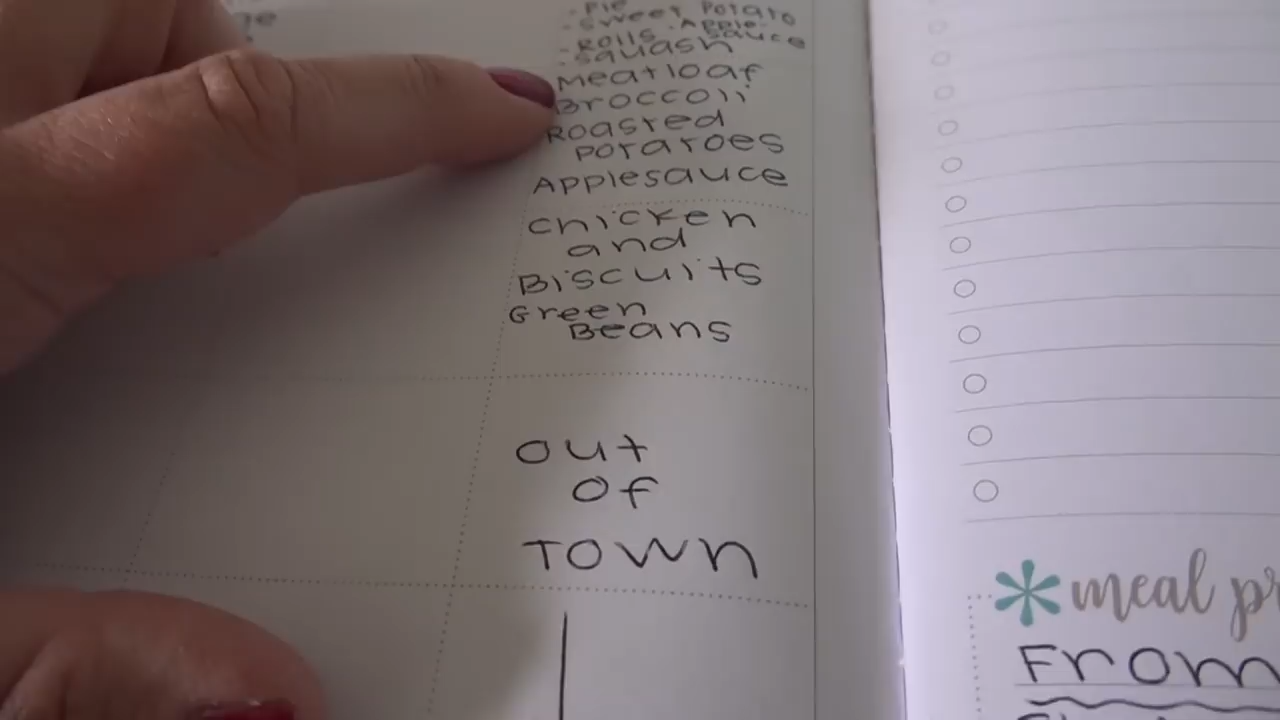 - Pie
- Sweet Potato
- Rolls - Apple
sauce
- squash
Meatloaf
Broccoli
Roasted
Potatoes
Applesauce
Chicken
and
Biscuits
Green
Beans
Out
Of
Town
meal pr
From